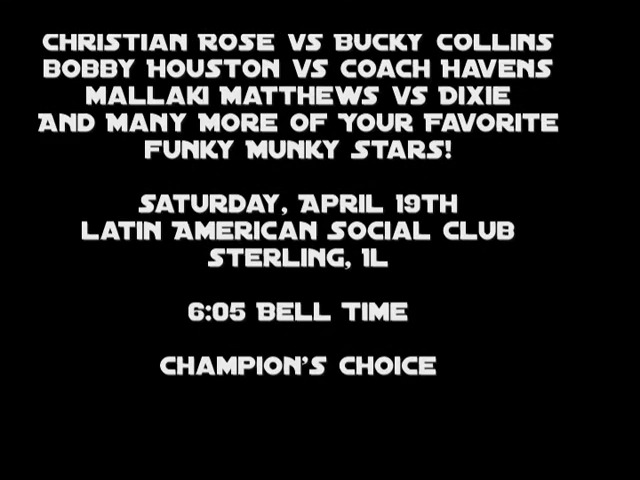 Christian Rose vs Bucky Collins
Bobby Houston vs Coach Havens
Mallaki Matthews vs Dixie
And Many More of Your Favorite
Funky Munky Stars!
Saturday, April 19th
Latin American Social Club
Sterling, IL
6:05 Bell Time
Champion's Choice